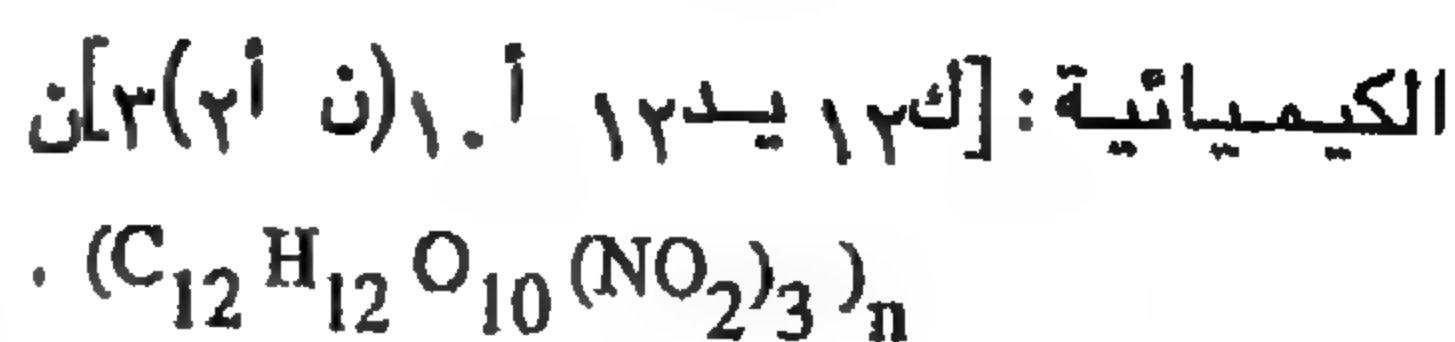 الكيميائية: [ك١٢ يد١٢ أ١٠ (ن أ٢)٣]ن
(C12 H12 O10 (NO2)3 )n .